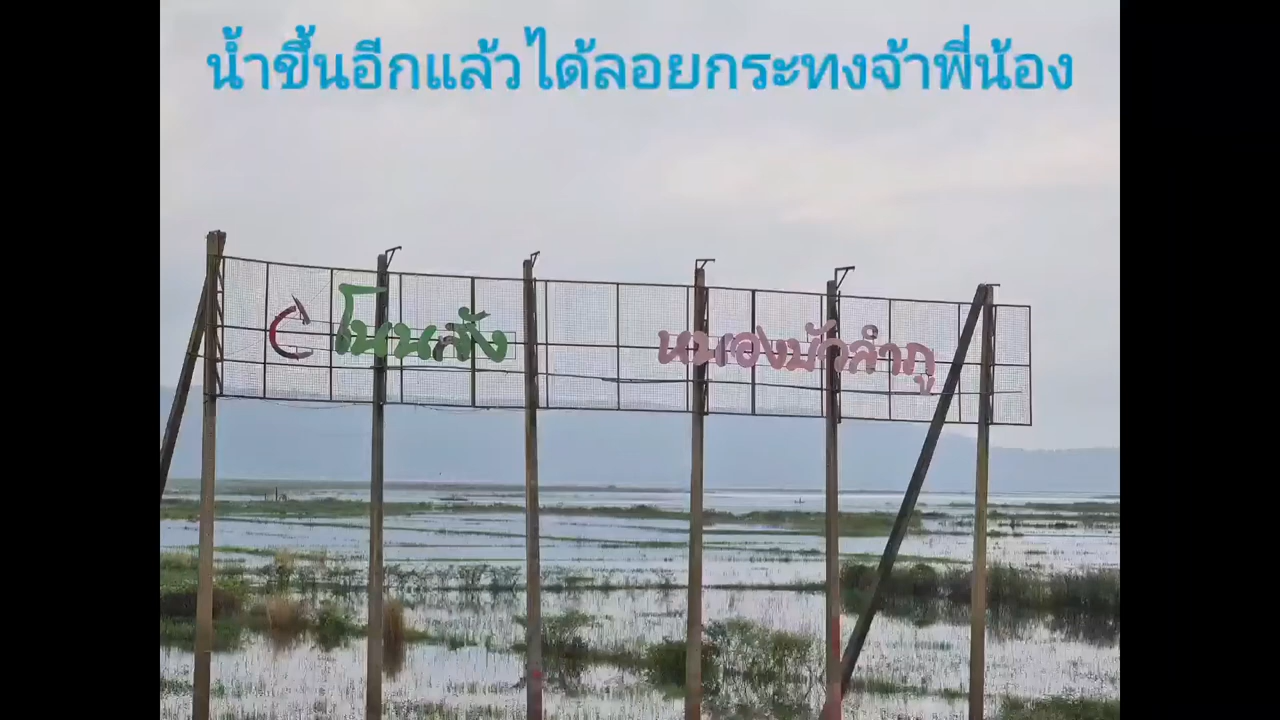 น้ำขึ้นอีกแล้วได้ลอยกระทงจ้าพี่น้อง
โนนสัง หนองบัวลำภู